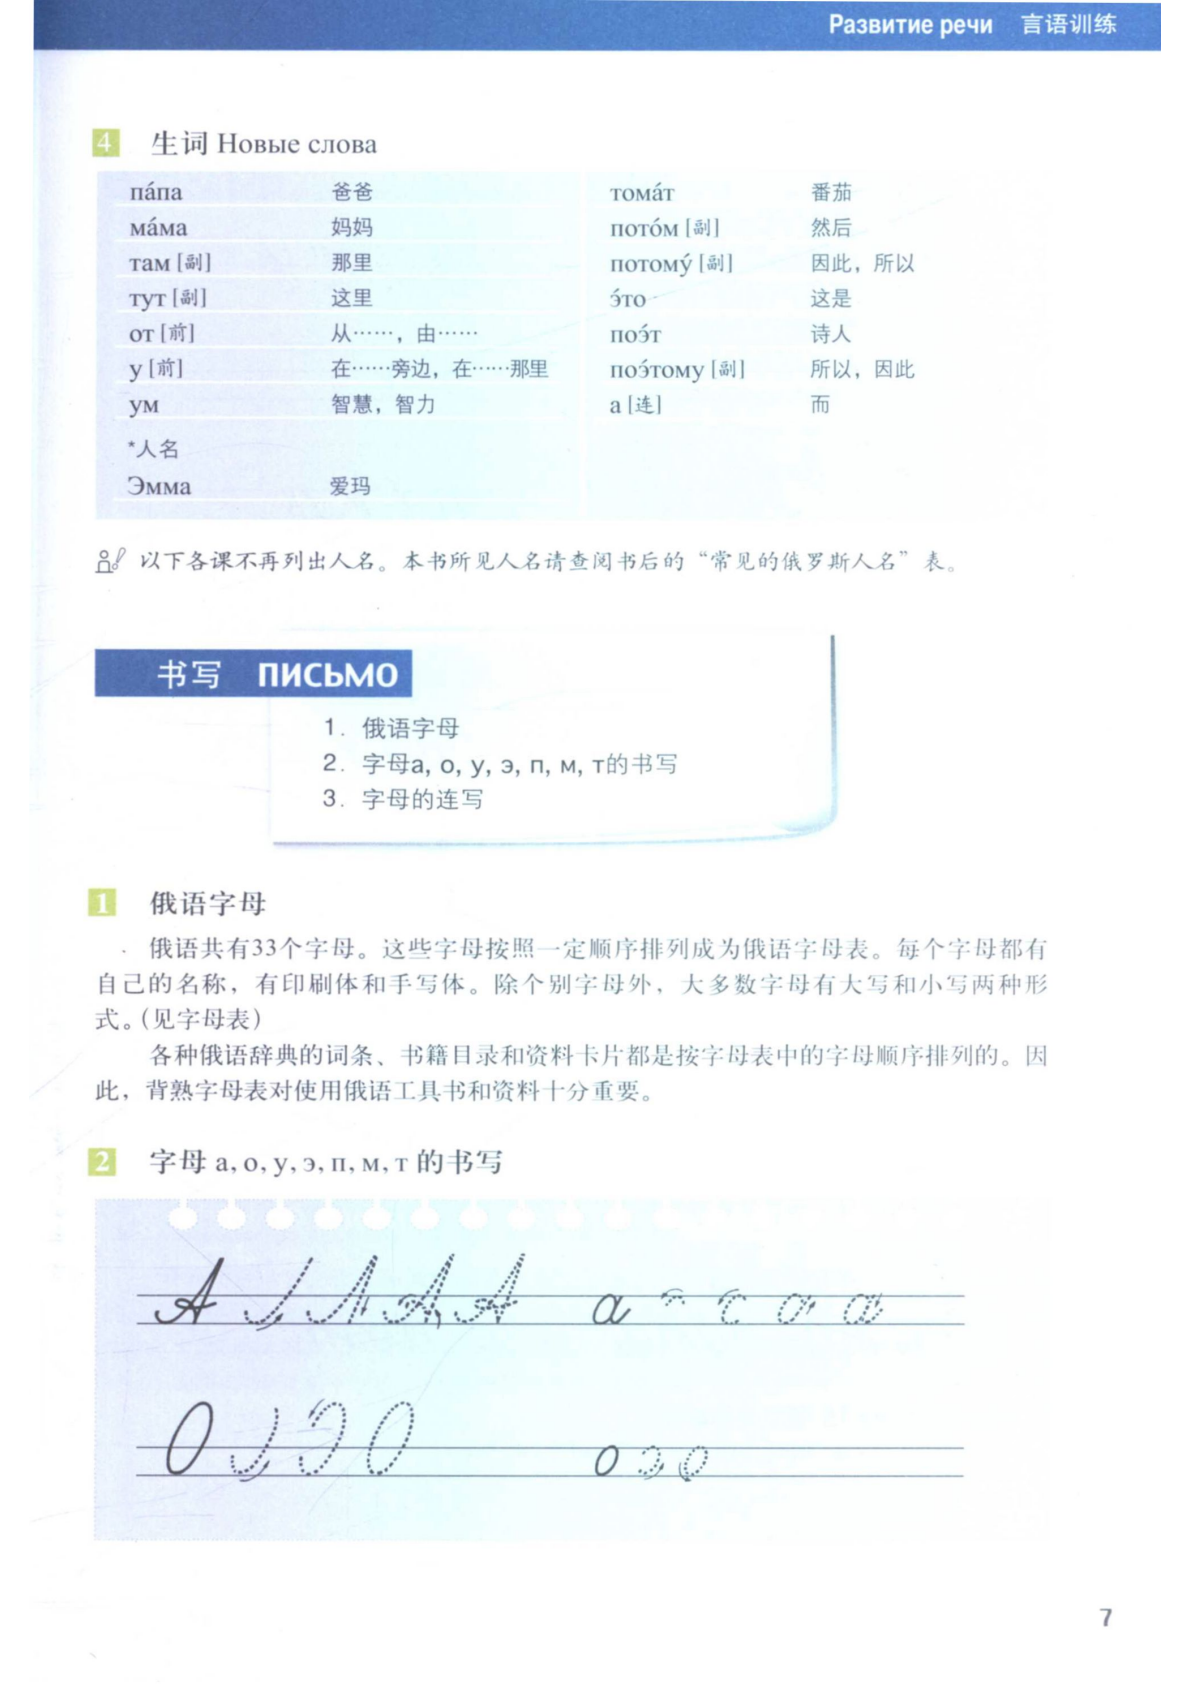 Развитие речи 言语训练
4 生词 Новые слова
па́па 爸爸 тома́т 番茄
ма́ма 妈妈 пото́м [副] 然后
там [副] 那里 потому́ [副] 因此，所以
тут [副] 这里 э́то 这是
от [前] 从……，由…… поэ́т 诗人
у [前] 在……旁边，在……那里 поэ́тому [副] 所以，因此
ум 智慧，智力 а [连] 而
*人名
Эмма 爱玛
以下各课不再列出人名。本书所见人名请查阅书后的“常见的俄罗斯人名”表。
书写 ПИСЬМО
1. 俄语字母
2. 字母а, о, у, э, п, м, т的书写
3. 字母的连写
1 俄语字母
俄语共有33个字母。这些字母按照一定顺序排列成为俄语字母表。每个字母都有
自己的名称，有印刷体和手写体。除个别字母外，大多数字母有大写和小写两种形
式。(见字母表)
各种俄语辞典的词条、书籍目录和资料卡片都是按字母表中的字母顺序排列的。因
此，背熟字母表对使用俄语工具书和资料十分重要。
2 字母 а, о, у, э, п, м, т 的书写
А а
О о
7